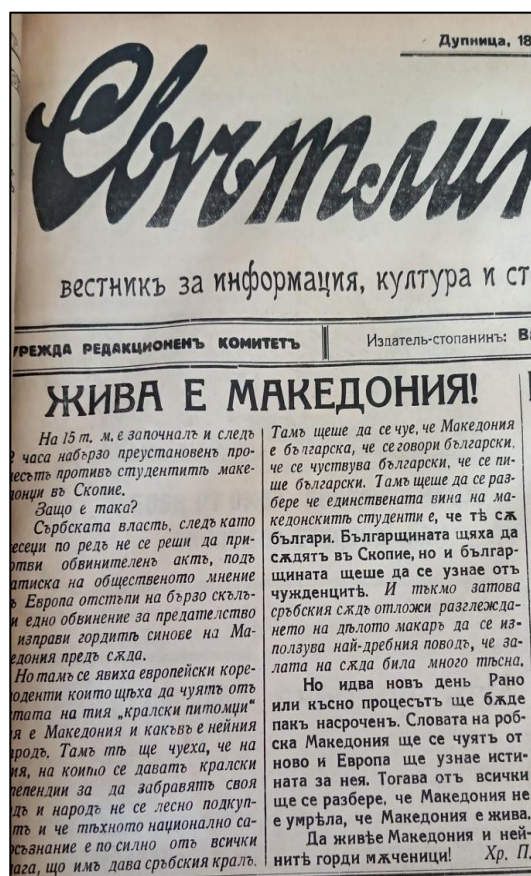 Дупница, 18
Свѣтли
вестникъ за информация, култура и ст
УРЕЖДА РЕДАКЦИОНЕНЪ КОМИТЕТЪ
Издатель-стопанинъ: В
ЖИВА Е МАКЕДОНИЯ!
На 15 т. м. е започналъ и следъ
2 часа набързо преустановенъ про-
цесътъ противъ студентитѣ маке-
донци въ Скопие.
Защо е така?
Сърбската власть, следъ като
месеци по редъ не се реши да при-
готви обвинителенъ актъ, подъ
натиска на общественото мнение
въ Европа отстъпи на бързо скълъ-
пи едно обвинение за предателство
и изправи гордитѣ синове на Ма-
кедония предъ сѫда.
Но тамъ се явиха европейски коре-
споденти които щѣха да чуятъ отъ
устата на тия „кралски питомци"
я е Македония и какъвъ е нейния
народъ. Тамъ тѣ ще чуеха, че на
тия, на които се даватъ кралски
стипендии за да забравятъ своя
дъ и народъ не се лесно подкуп-
тъ и че тѣхното национално са-
мосъзнание е по силно отъ всички
блага, що имъ дава сръбския кралъ.
Тамъ щеше да се чуе, че Македония
е българска, че се говори български,
че се чуствува български, че се пи-
ше български. Тамъ щеше да се раз-
бере че единствената вина на ма-
кедонскитѣ студенти е, че тѣ сѫ
българи. Българщината щяха да
сѫдятъ въ Скопие, но и българ-
щината щеше да се узнае отъ
чужденцитѣ. И тъкмо затова
сръбския сѫдъ отложи разглежда-
нето на дѣлото макаръ да се из-
ползува най-дребния поводъ, че за-
лата на сѫда била много тѣсна.
Но идва новъ день Рано
или късно процесътъ ще бѫде
пакъ насроченъ. Словата на роб-
ска Македония ще се чуятъ от
ново и Европа ще узнае исти-
ната за нея. Тогава отъ всички
ще се разбере, че Македония не
е умрѣла, че Македония е жива.
Да живѣе Македония и ней-
нитѣ горди мѫченици! Хр. П.